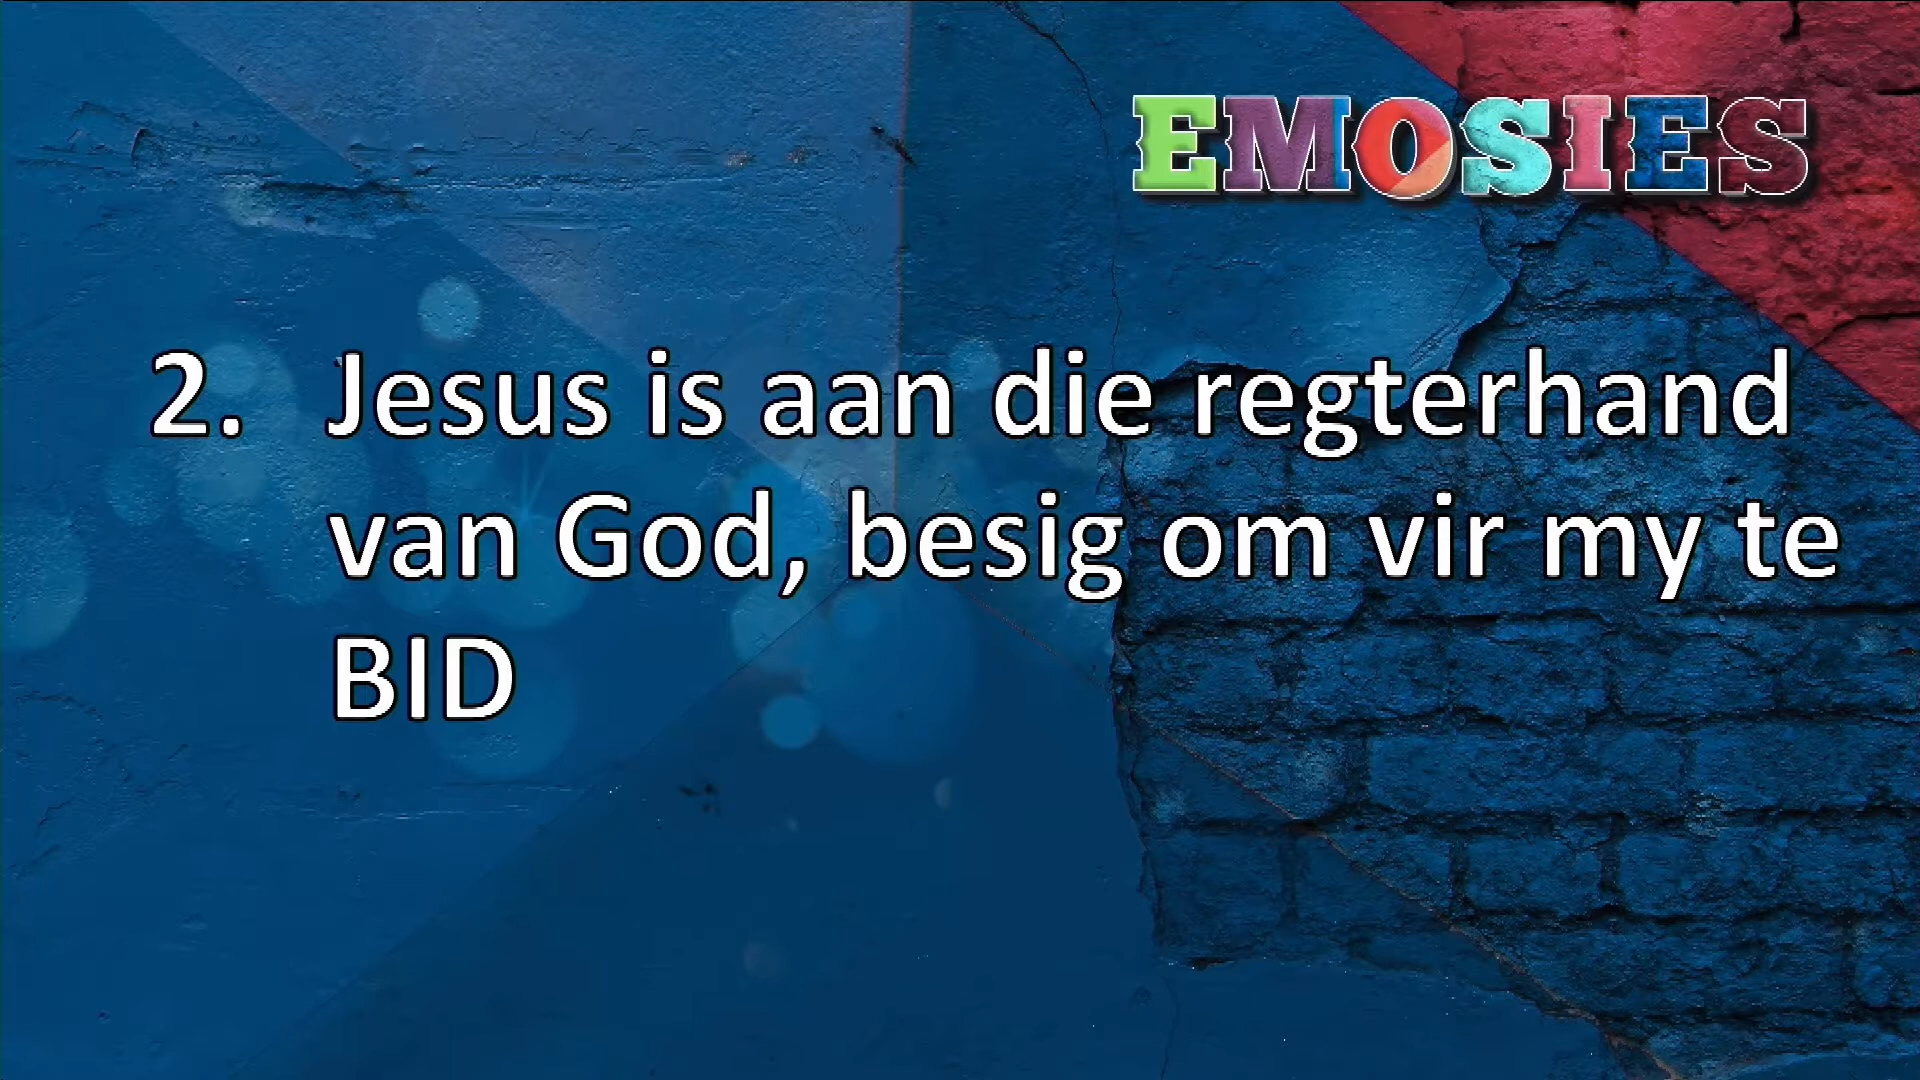 EMOSIES
2. Jesus is aan die regterhand
van God, besig om vir my te
BID